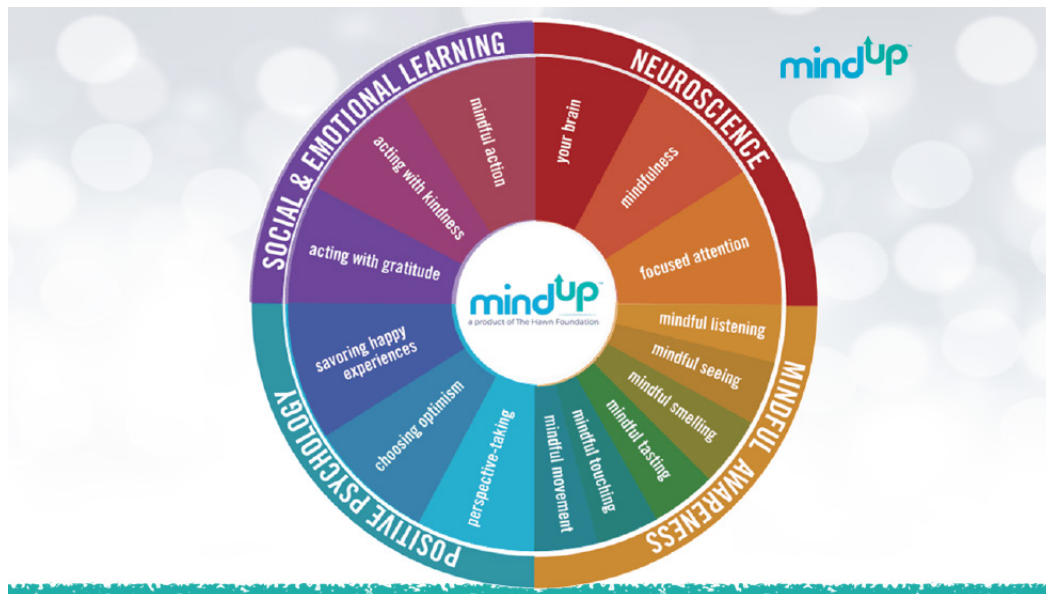 SOCIAL & EMOTIONAL LEARNING
NEUROSCIENCE
MINDFUL AWARENESS
POSITIVE PSYCHOLOGY
mindup™
your brain
mindfulness
focused attention
mindful listening
mindful seeing
mindful smelling
mindful tasting
mindful touching
mindful movement
perspective-taking
choosing optimism
savoring happy
experiences
acting with gratitude
acting with kindness
mindful action
mindup™
a product of The Hawn Foundation